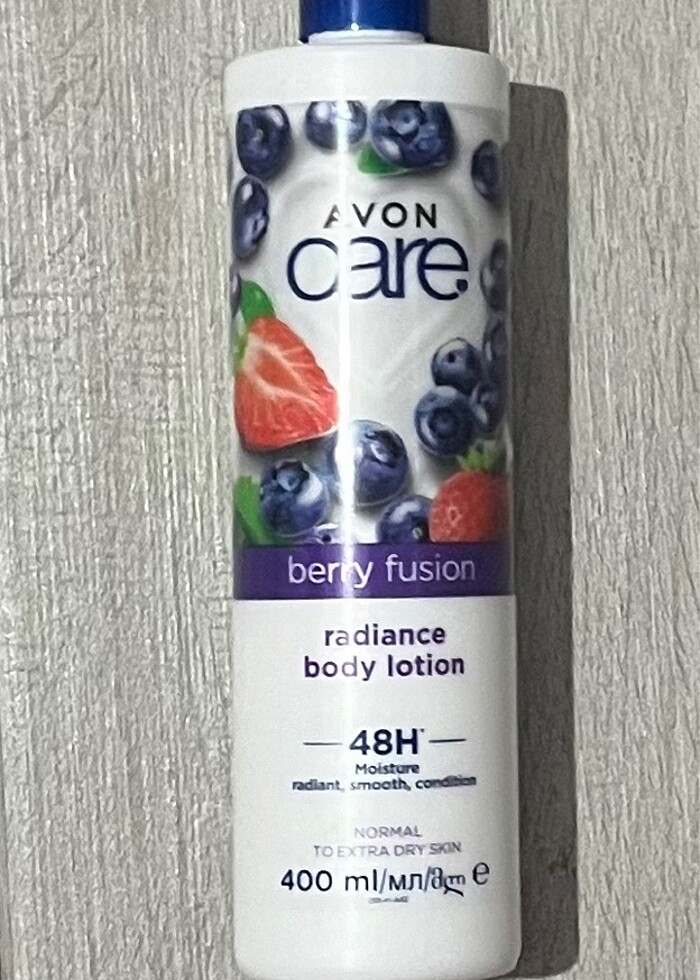 AVON
care
berry fusion
radiance
body lotion
48H*
Moisture
radiant, smooth, condition
NORMAL
TO EXTRA DRY SKIN
400 ml/мл/მლ e